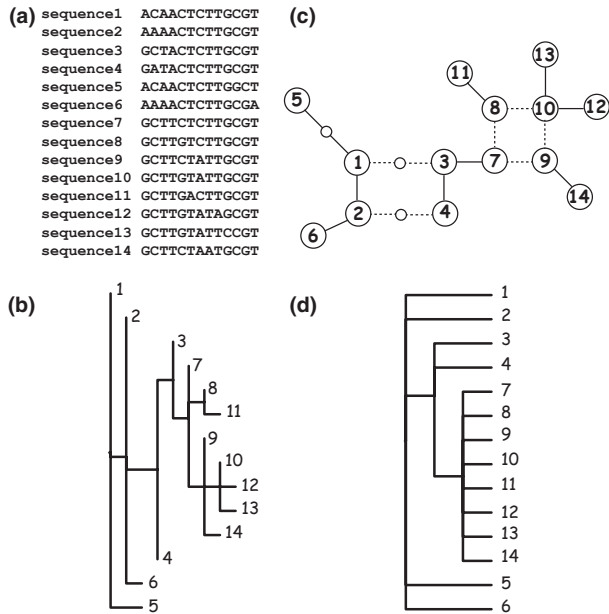 (a)
sequence1 ACAACTCTTGCGT
sequence2 AAAACTCTTGCGT
sequence3 GCTACTCTTGCGT
sequence4 GATACTCTTGCGT
sequence5 ACAACTCTTGGCT
sequence6 AAAACTCTTGCGA
sequence7 GCTTCTCTTGCGT
sequence8 GCTTGTCTTGCGT
sequence9 GCTTCTATTGCGT
sequence10 GCTTGTATTGCGT
sequence11 GCTTGACTTGCGT
sequence12 GCTTGTATAGCGT
sequence13 GCTTGTATTCCGT
sequence14 GCTTCTAATGCGT
(c)
13
11
5
8
10
12
1
3
7
9
14
2
4
6
(b)
1
2
3
7
8
11
9
10
12
13
14
4
6
5
(d)
1
2
3
4
7
8
9
10
11
12
13
14
5
6